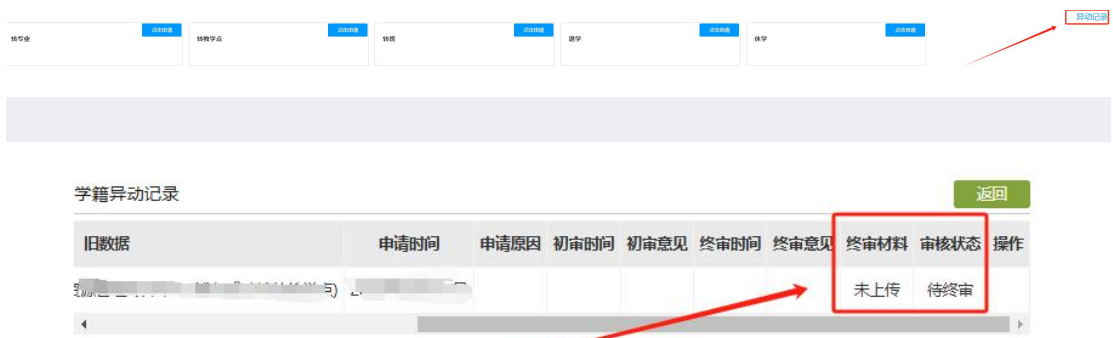 异动记录
转专业 点击申请 转教学点 点击申请 转班 点击申请 退学 点击申请 休学 点击申请
学籍异动记录 返回
旧数据 申请时间 申请原因 初审时间 初审意见 终审时间 终审意见 终审材料 审核状态 操作
未上传 待终审